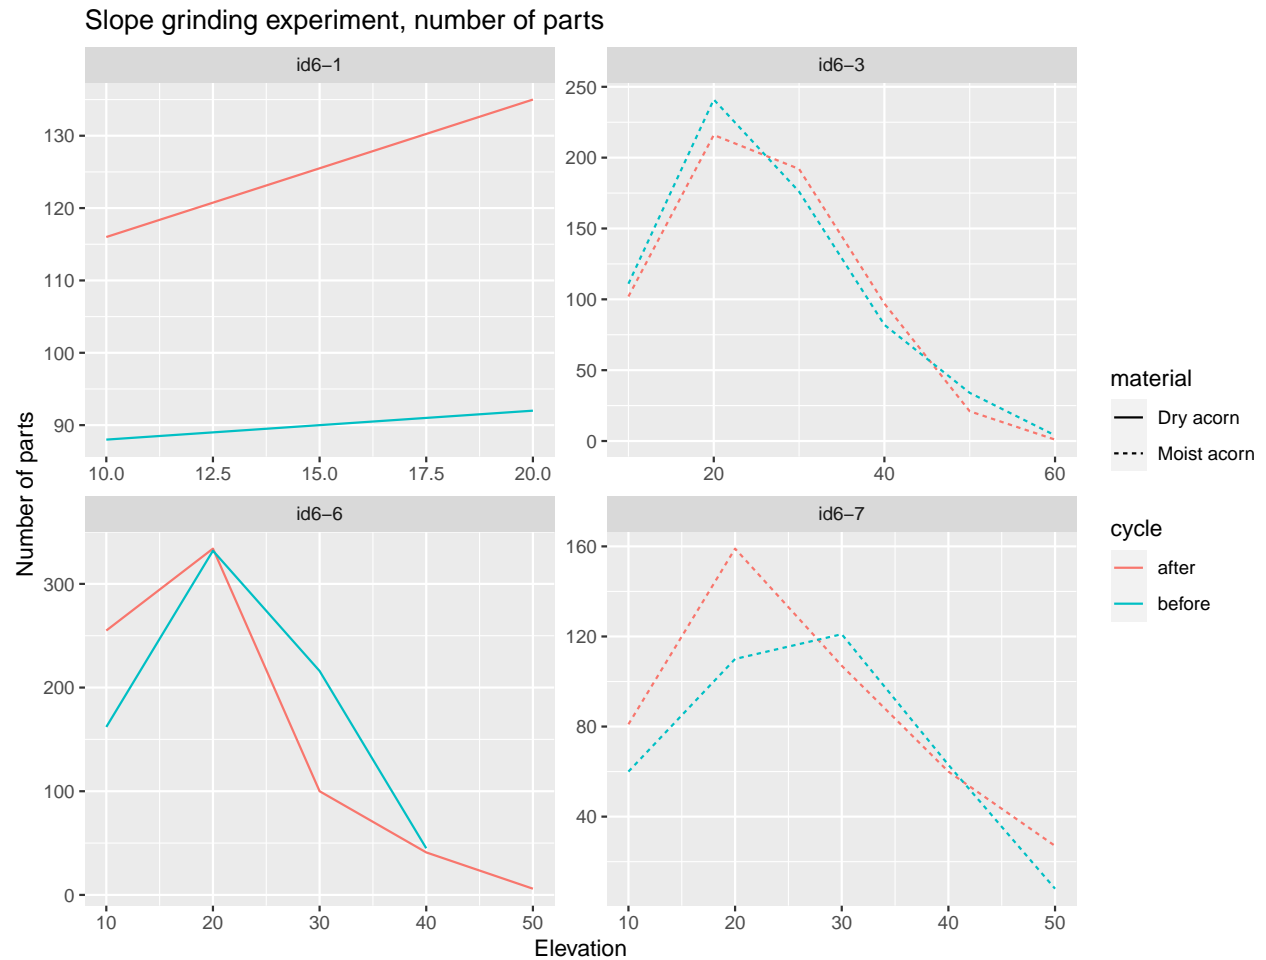 Slope grinding experiment, number of parts
id6−1
id6−3
130
120
110
100
90
10.0 12.5 15.0 17.5 20.0
250
200
150
100
50
0
20 40 60
id6−6
id6−7
300
200
100
0
10 20 30 40 50
160
120
80
40
10 20 30 40 50
Number of parts
Elevation
material
Dry acorn
Moist acorn
cycle
after
before